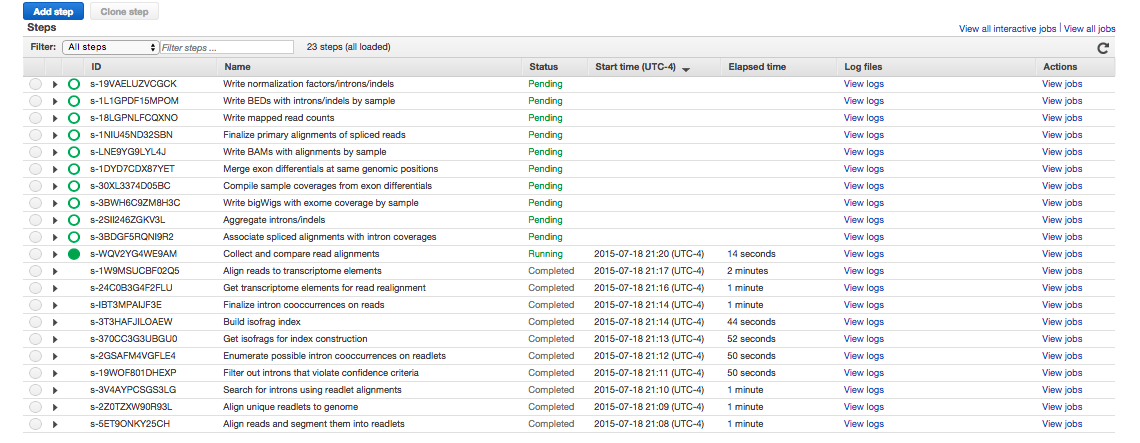 Add step Clone step
Steps View all interactive jobs | View all jobs
Filter: All steps Filter steps ... 23 steps (all loaded)
ID Name Status Start time (UTC-4) Elapsed time Log files Actions
s-19VAELUZVCGCK Write normalization factors/introns/indels Pending View logs View jobs
s-1L1GPDF15MPOM Write BEDs with introns/indels by sample Pending View logs View jobs
s-18LGPNLFCQXNO Write mapped read counts Pending View logs View jobs
s-1NIU45ND32SBN Finalize primary alignments of spliced reads Pending View logs View jobs
s-LNE9YG9LYL4J Write BAMs with alignments by sample Pending View logs View jobs
s-1DYD7CDX87YET Merge exon differentials at same genomic positions Pending View logs View jobs
s-30XL3374D05BC Compile sample coverages from exon differentials Pending View logs View jobs
s-3BWH6C9ZM8H3C Write bigWigs with exome coverage by sample Pending View logs View jobs
s-2SII246ZGKV3L Aggregate introns/indels Pending View logs View jobs
s-3BDGF5RQNI9R2 Associate spliced alignments with intron coverages Pending View logs View jobs
s-WQV2YG4WE9AM Collect and compare read alignments Running 2015-07-18 21:20 (UTC-4) 14 seconds View logs View jobs
s-1W9MSUCBF02Q5 Align reads to transcriptome elements Completed 2015-07-18 21:17 (UTC-4) 2 minutes View logs View jobs
s-24C0B3G4F2FLU Get transcriptome elements for read realignment Completed 2015-07-18 21:16 (UTC-4) 1 minute View logs View jobs
s-IBT3MPAIJF3E Finalize intron cooccurrences on reads Completed 2015-07-18 21:14 (UTC-4) 1 minute View logs View jobs
s-3T3HAFJILOAEW Build isofrag index Completed 2015-07-18 21:14 (UTC-4) 44 seconds View logs View jobs
s-370CC3G3UBGU0 Get isofrags for index construction Completed 2015-07-18 21:13 (UTC-4) 52 seconds View logs View jobs
s-2GSAFM4VGFLE4 Enumerate possible intron cooccurrences on readlets Completed 2015-07-18 21:12 (UTC-4) 50 seconds View logs View jobs
s-19WOF801DHEXP Filter out introns that violate confidence criteria Completed 2015-07-18 21:11 (UTC-4) 50 seconds View logs View jobs
s-3V4AYPCSGS3LG Search for introns using readlet alignments Completed 2015-07-18 21:10 (UTC-4) 1 minute View logs View jobs
s-2Z0TZXW90R93L Align unique readlets to genome Completed 2015-07-18 21:09 (UTC-4) 1 minute View logs View jobs
s-5ET9ONKY25CH Align reads and segment them into readlets Completed 2015-07-18 21:08 (UTC-4) 1 minute View logs View jobs